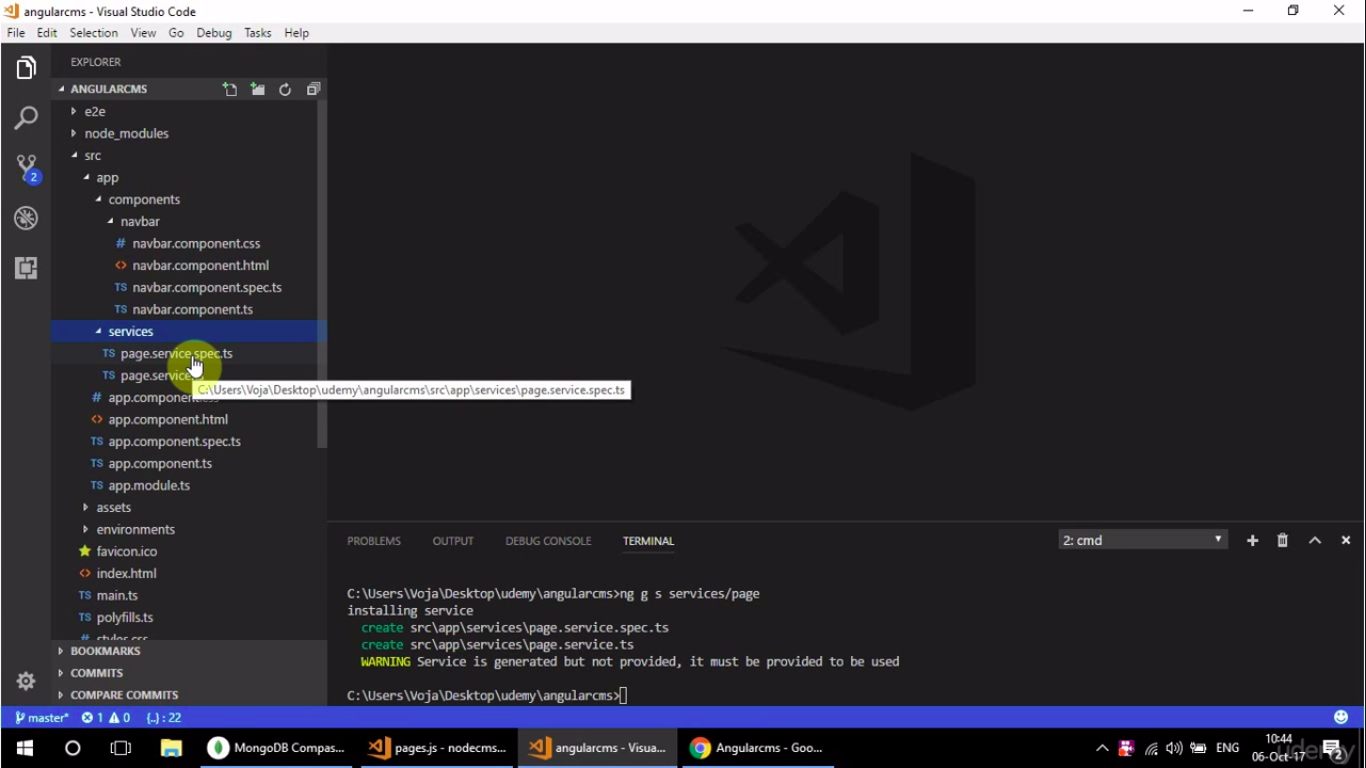 angularcms - Visual Studio Code
File Edit Selection View Go Debug Tasks Help
EXPLORER
ANGULARCMS
e2e
node_modules
src
app
components
navbar
# navbar.component.css
<> navbar.component.html
TS navbar.component.spec.ts
TS navbar.component.ts
services
TS page.service.spec.ts
TS page.service
C:\Users\Voja\Desktop\udemy\angularcms\src\app\services\page.service.spec.ts
# app.component.css
<> app.component.html
TS app.component.spec.ts
TS app.component.ts
TS app.module.ts
assets
environments
favicon.ico
<> index.html
TS main.ts
TS polyfills.ts
# styles.css
BOOKMARKS
COMMITS
COMPARE COMMITS
2
PROBLEMS OUTPUT DEBUG CONSOLE TERMINAL 2: cmd
C:\Users\Voja\Desktop\udemy\angularcms>ng g s services/page
installing service
create src\app\services\page.service.spec.ts
create src\app\services\page.service.ts
WARNING Service is generated but not provided, it must be provided to be used
C:\Users\Voja\Desktop\udemy\angularcms>
master* 1 0 {..} : 22
MongoDB Compas... pages.js - nodecms... angularcms - Visua... Angularcms - Goo... ENG 10:44
06-Oct-17 2
udemy